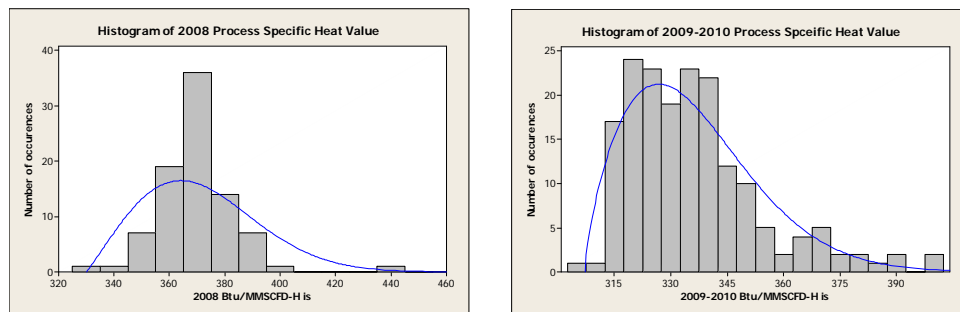 Histogram of 2008 Process Specific Heat Value
40
30
20
10
0
Number of occurences
320 340 360 380 400 420 440 460
2008 Btu/MMSCFD-H is
Histogram of 2009-2010 Process Spceific Heat Value
25
20
15
10
5
0
Number of occurences
315 330 345 360 375 390
2009-2010 Btu/MMSCFD-H is